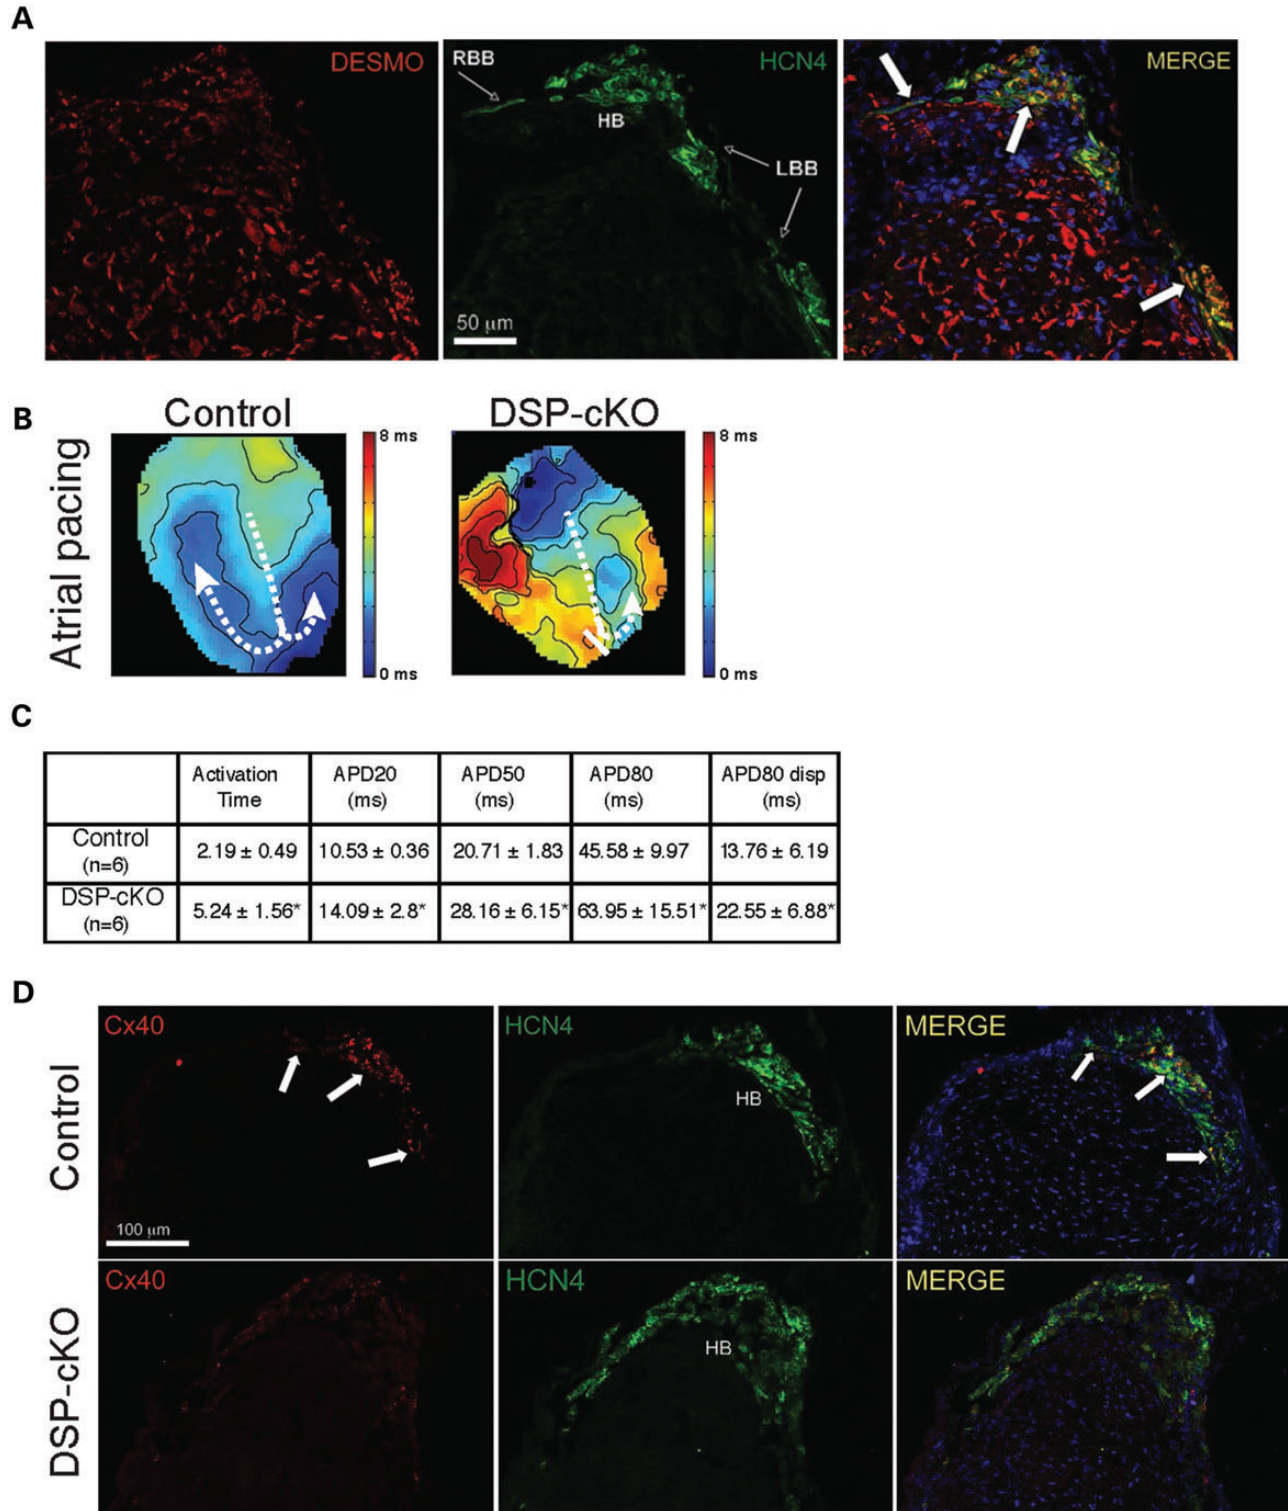 A
DESMO
RBB
HCN4
HB
LBB
50 μm
MERGE
B
Control
DSP-cKO
Atrial pacing
8 ms
0 ms
8 ms
0 ms
C
Activation Time
APD20 (ms)
APD50 (ms)
APD80 (ms)
APD80 disp (ms)
Control (n=6)
2.19 ± 0.49
10.53 ± 0.36
20.71 ± 1.83
45.58 ± 9.97
13.76 ± 6.19
DSP-cKO (n=6)
5.24 ± 1.56*
14.09 ± 2.8*
28.16 ± 6.15*
63.95 ± 15.51*
22.55 ± 6.88*
D
Control
Cx40
100 μm
HCN4
HB
MERGE
DSP-cKO
Cx40
HCN4
HB
MERGE